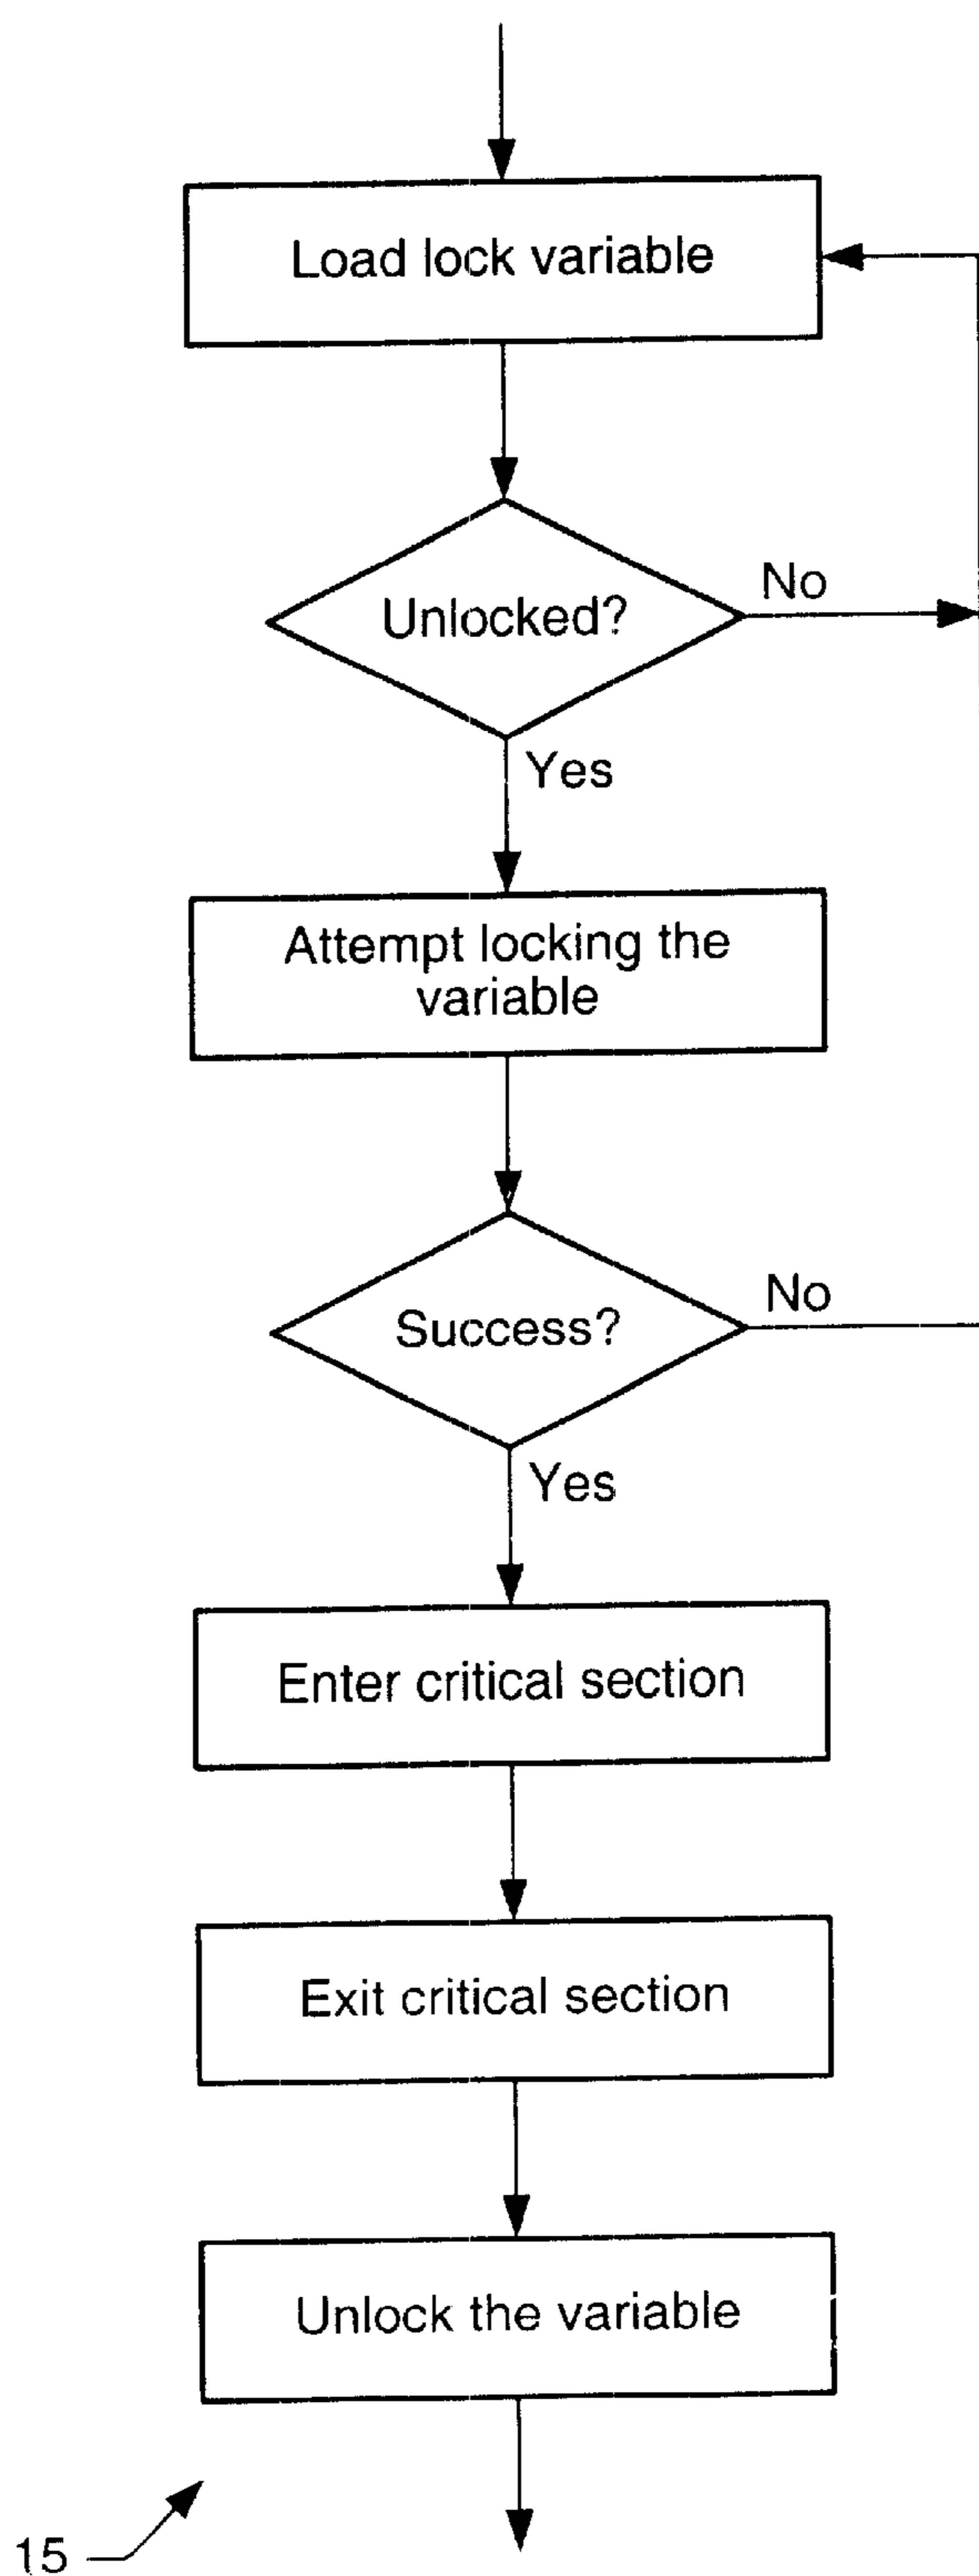 Load lock variable
Unlocked?
No
Yes
Attempt locking the
variable
Success?
No
Yes
Enter critical section
Exit critical section
Unlock the variable
15